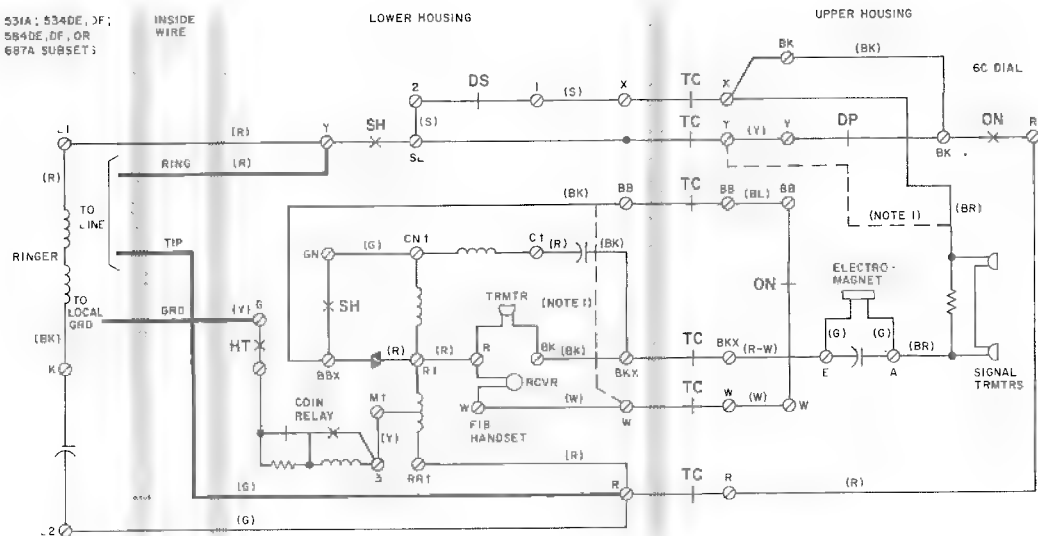 531A; 534DE, DF;
584DE, DF, OR
687A SUBSETS
INSIDE
WIRE
LOWER HOUSING
UPPER HOUSING
BK
(BK)
6C DIAL
2
DS
1
(S)
X
TC
X
(S)
L1
(R)
Y
SH
SL
TC
Y
(Y)
Y
DP
BK
ON
R
RING
(R)
(R)
TO
LINE
(BK)
BB
TC
BB
(BL)
BB
(BR)
(NOTE 1)
GN
(G)
CN†
C†
(R)
(BK)
RINGER
TIP
TO
LOCAL
GRD
GRD
(Y)
G
SH
TRMTR
(NOTE 1)
ON
ELECTRO-
MAGNET
(BK)
HT
(G)
(G)
BBX
(R)
R1
(R)
R
BK
(BK)
BKX
TC
BKX
(R-W)
E
A
(BR)
SIGNAL
TRMTRS
K
RCVR
COIN
RELAY
M†
W
(W)
W
TC
(W)
W
F1B
HANDSET
(Y)
3
RR†
(R)
TC
R
R
(G)
(R)
L2
(G)